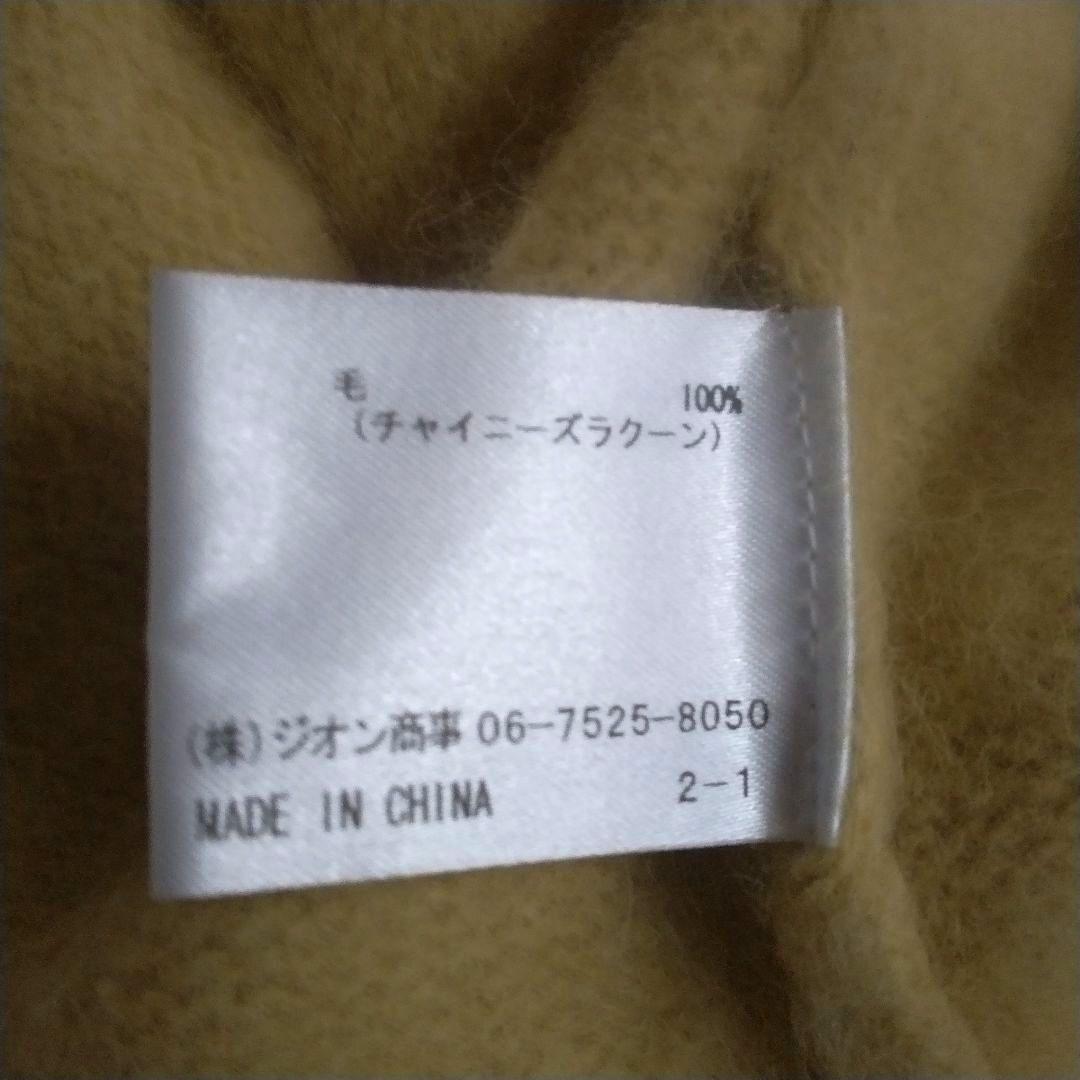 毛 100%
(チャイニーズラクーン)
(株)ジオン商事 06-7525-8050
MADE IN CHINA 2-1